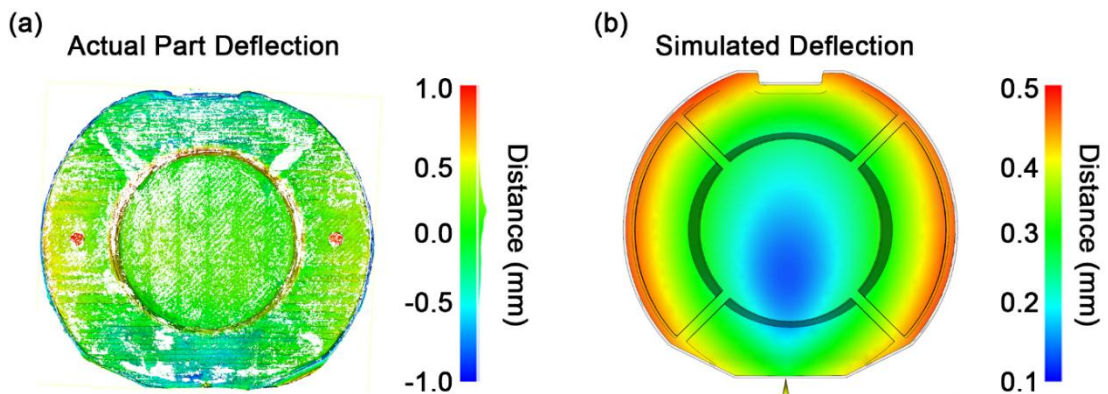 (a)
Actual Part Deflection
1.0
0.5
0.0
-0.5
-1.0
Distance (mm)
(b)
Simulated Deflection
0.5
0.4
0.3
0.2
0.1
Distance (mm)